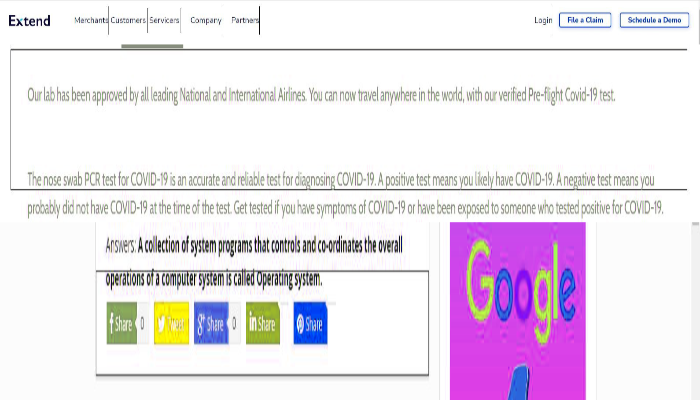 Extend Merchants Customers Servicers Company Partners Login File a Claim Schedule a Demo
Our lab has been approved by all leading National and International Airlines. You can now travel anywhere in the world, with our verified Pre-flight Covid-19 test.
The nose swab PCR test for COVID-19 is an accurate and reliable test for diagnosing COVID-19. A positive test means you likely have COVID-19. A negative test means you
probably did not have COVID-19 at the time of the test. Get tested if you have symptoms of COVID-19 or have been exposed to someone who tested positive for COVID-19.
Answers: A collection of system programs that controls and co-ordinates the overall
operations of a computer system is called Operating system.
Share 0 Share 0 Share Share
Google